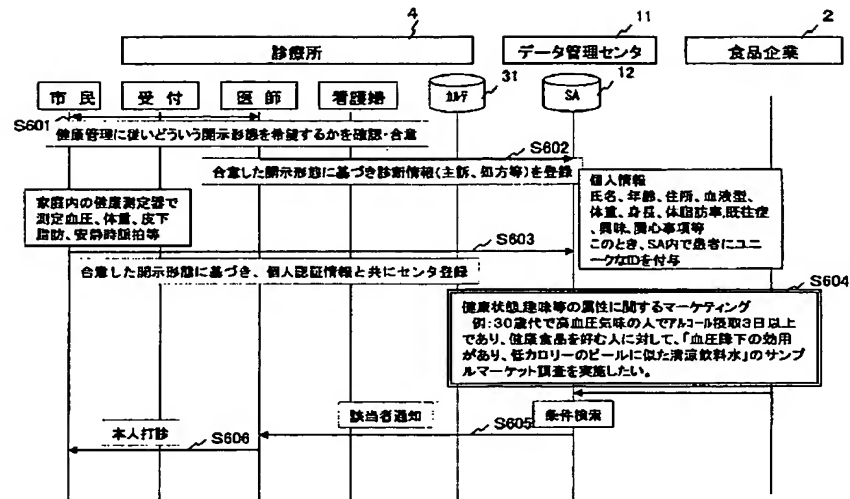 4
11
2
診療所
データ管理センタ
食品企業
31
12
市民
受付
医師
看護婦
カルテ
SA
S601
健康管理に従いどういう開示形態を希望するかを確認・合意
S602
合意した開示形態に基づき診断情報(主訴、処方等)を登録
個人情報
氏名、年齢、住所、血液型、
体重、身長、体脂肪率、既往症
、興味、関心事項等
このとき、SA内で患者にユニ
ークなIDを付与
家庭内の健康測定器で
測定血圧、体重、皮下
脂肪、安静時脈拍等
S603
合意した開示形態に基づき、個人認証情報と共にセンタ登録
S604
健康状態,趣味等の属性に関するマーケティング
例:30歳代で高血圧気味の人でアルコール摂取3日以上
であり、健康食品を好む人に対して、「血圧降下の効用
があり、低カロリーのビールに似た清涼飲料水」のサンプ
ルマーケット調査を実施したい。
該当者通知
条件検索
S605
本人打診
S606